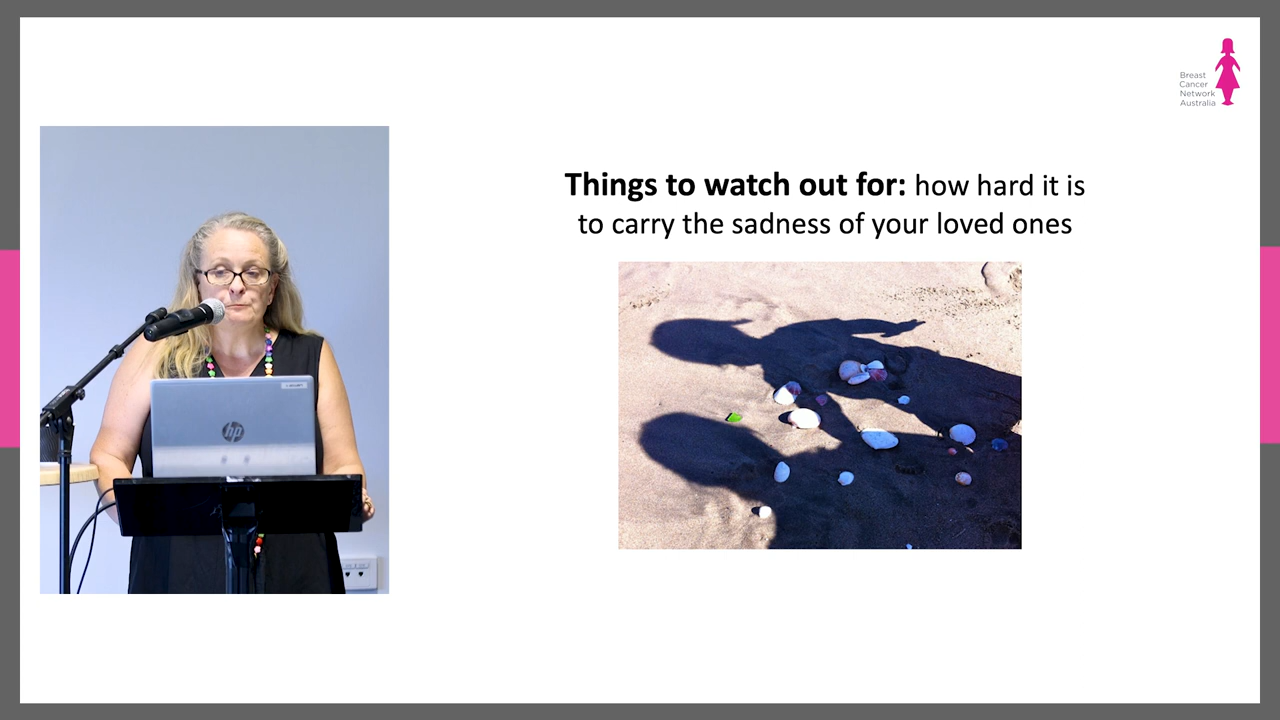 Breast
Cancer
Network
Australia
Things to watch out for: how hard it is
to carry the sadness of your loved ones
hp